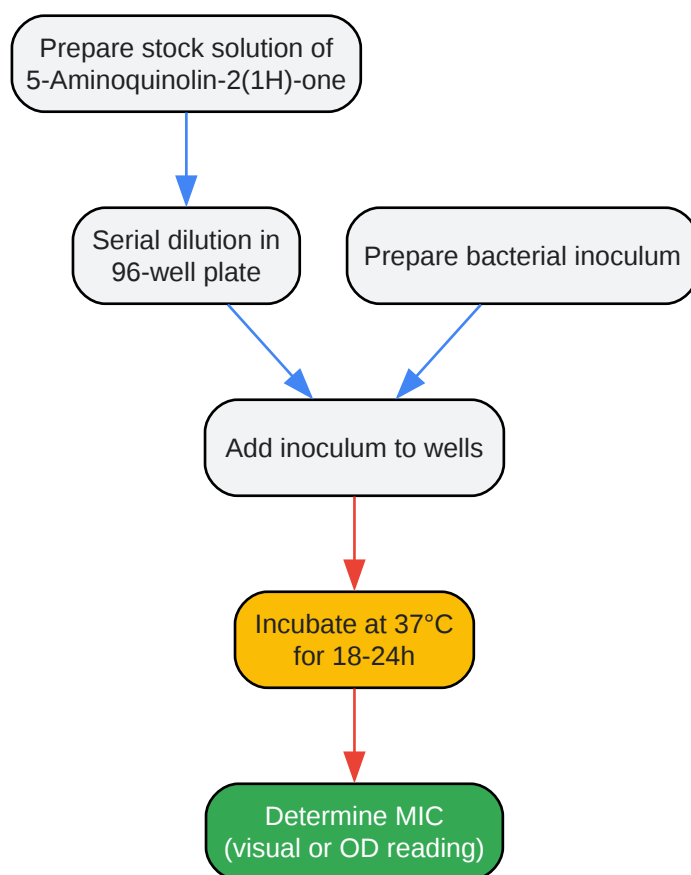 Prepare stock solution of
5-Aminoquinolin-2(1H)-one
Serial dilution in
96-well plate
Prepare bacterial inoculum
Add inoculum to wells
Incubate at 37°C
for 18-24h
Determine MIC
(visual or OD reading)